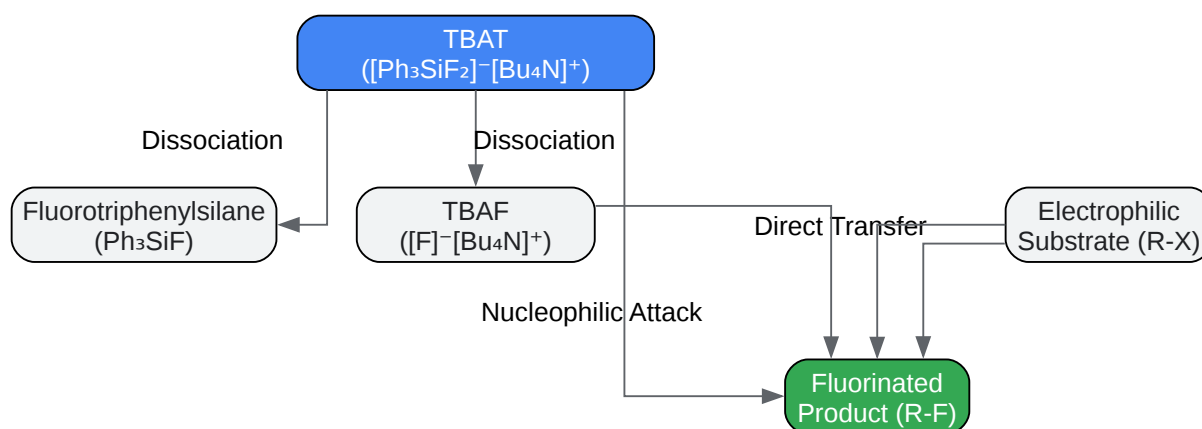 TBAT
([Ph₃SiF₂]⁻[Bu₄N]⁺)
Dissociation
Dissociation
Fluorotriphenylsilane
(Ph₃SiF)
TBAF
([F]⁻[Bu₄N]⁺)
Direct Transfer
Electrophilic
Substrate (R-X)
Nucleophilic Attack
Fluorinated
Product (R-F)